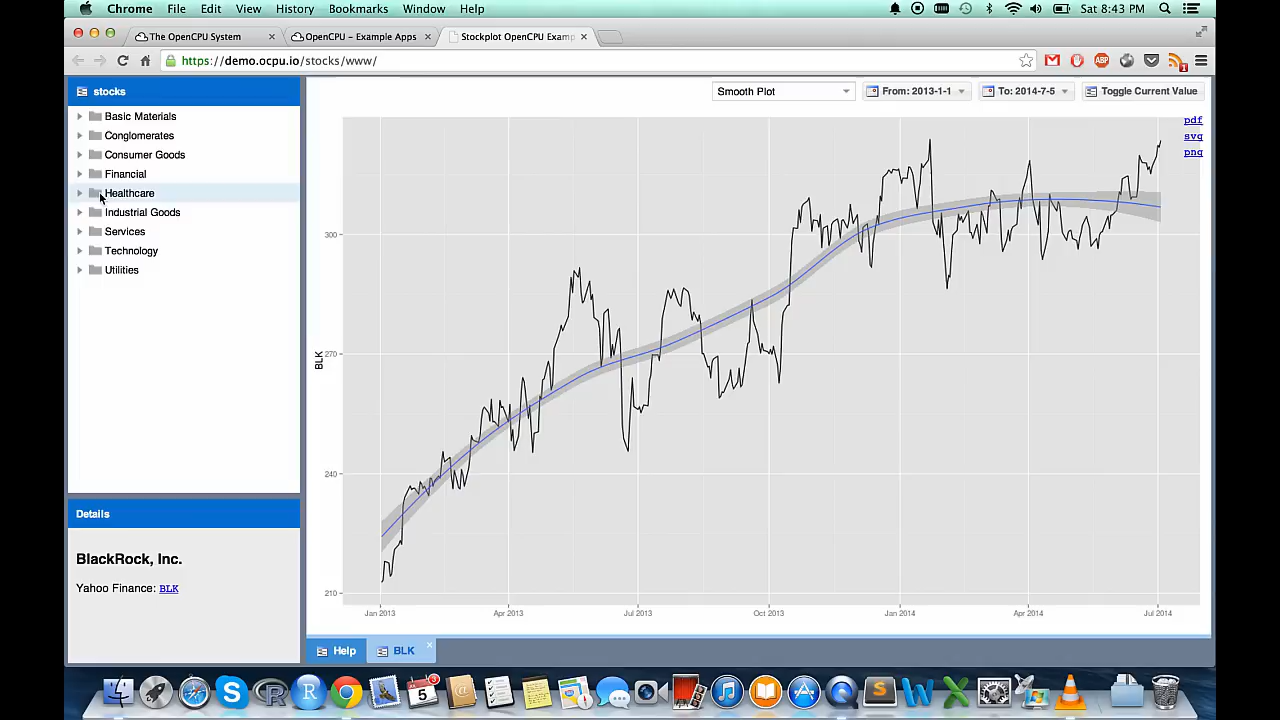 Chrome File Edit View History Bookmarks Window Help Sat 8:43 PM
The OpenCPU System
OpenCPU – Example Apps
Stockplot OpenCPU Examp
https://demo.ocpu.io/stocks/www/
ABP
stocks
Smooth Plot
From: 2013-1-1
To: 2014-7-5
Toggle Current Value
Basic Materials
Conglomerates
Consumer Goods
Financial
Healthcare
Industrial Goods
Services
Technology
Utilities
pdf
svg
png
300
270
240
210
BLK
Jan 2013 Apr 2013 Jul 2013 Oct 2013 Jan 2014 Apr 2014 Jul 2014
Details
BlackRock, Inc.
Yahoo Finance: BLK
Help
BLK
5